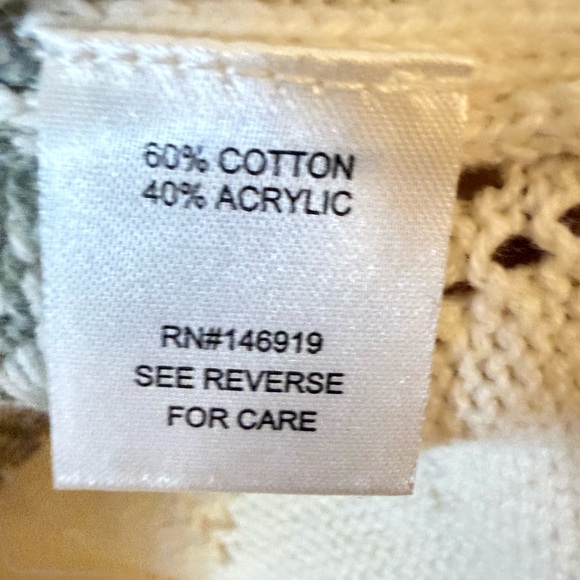 60% COTTON
40% ACRYLIC
RN#146919
SEE REVERSE
FOR CARE